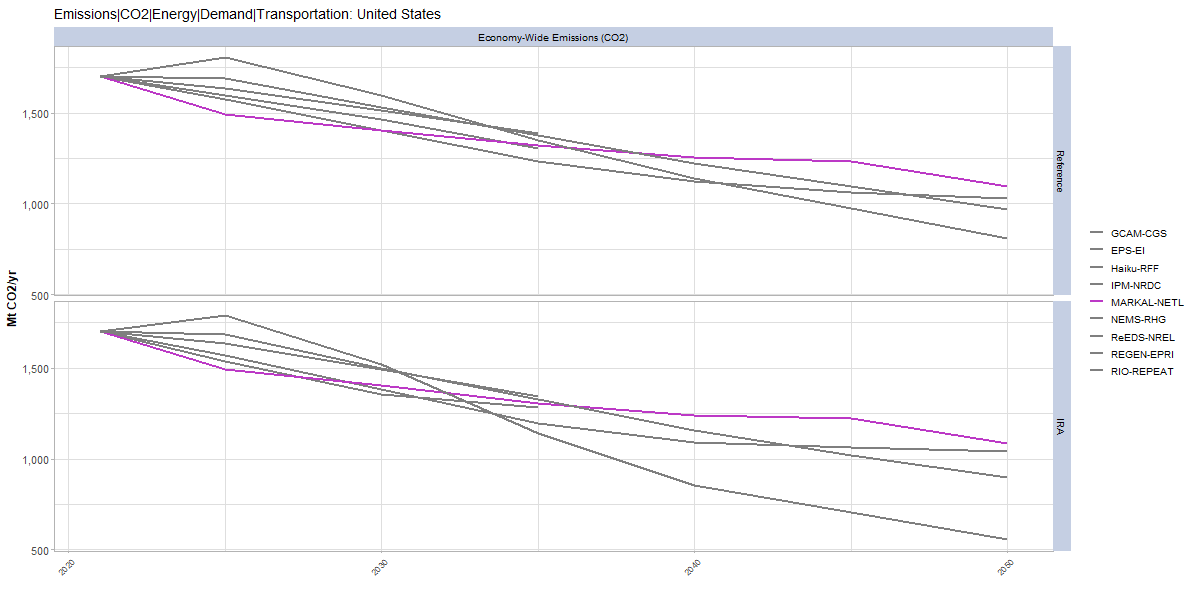 Emissions|CO2|Energy|Demand|Transportation: United States
Economy-Wide Emissions (CO2)
Mt CO2/yr
1,500
1,000
500
Reference
1,500
1,000
500
IRA
2020
2030
2040
2050
GCAM-CGS
EPS-EI
Haiku-RFF
IPM-NRDC
MARKAL-NETL
NEMS-RHG
ReEDS-NREL
REGEN-EPRI
RIO-REPEAT